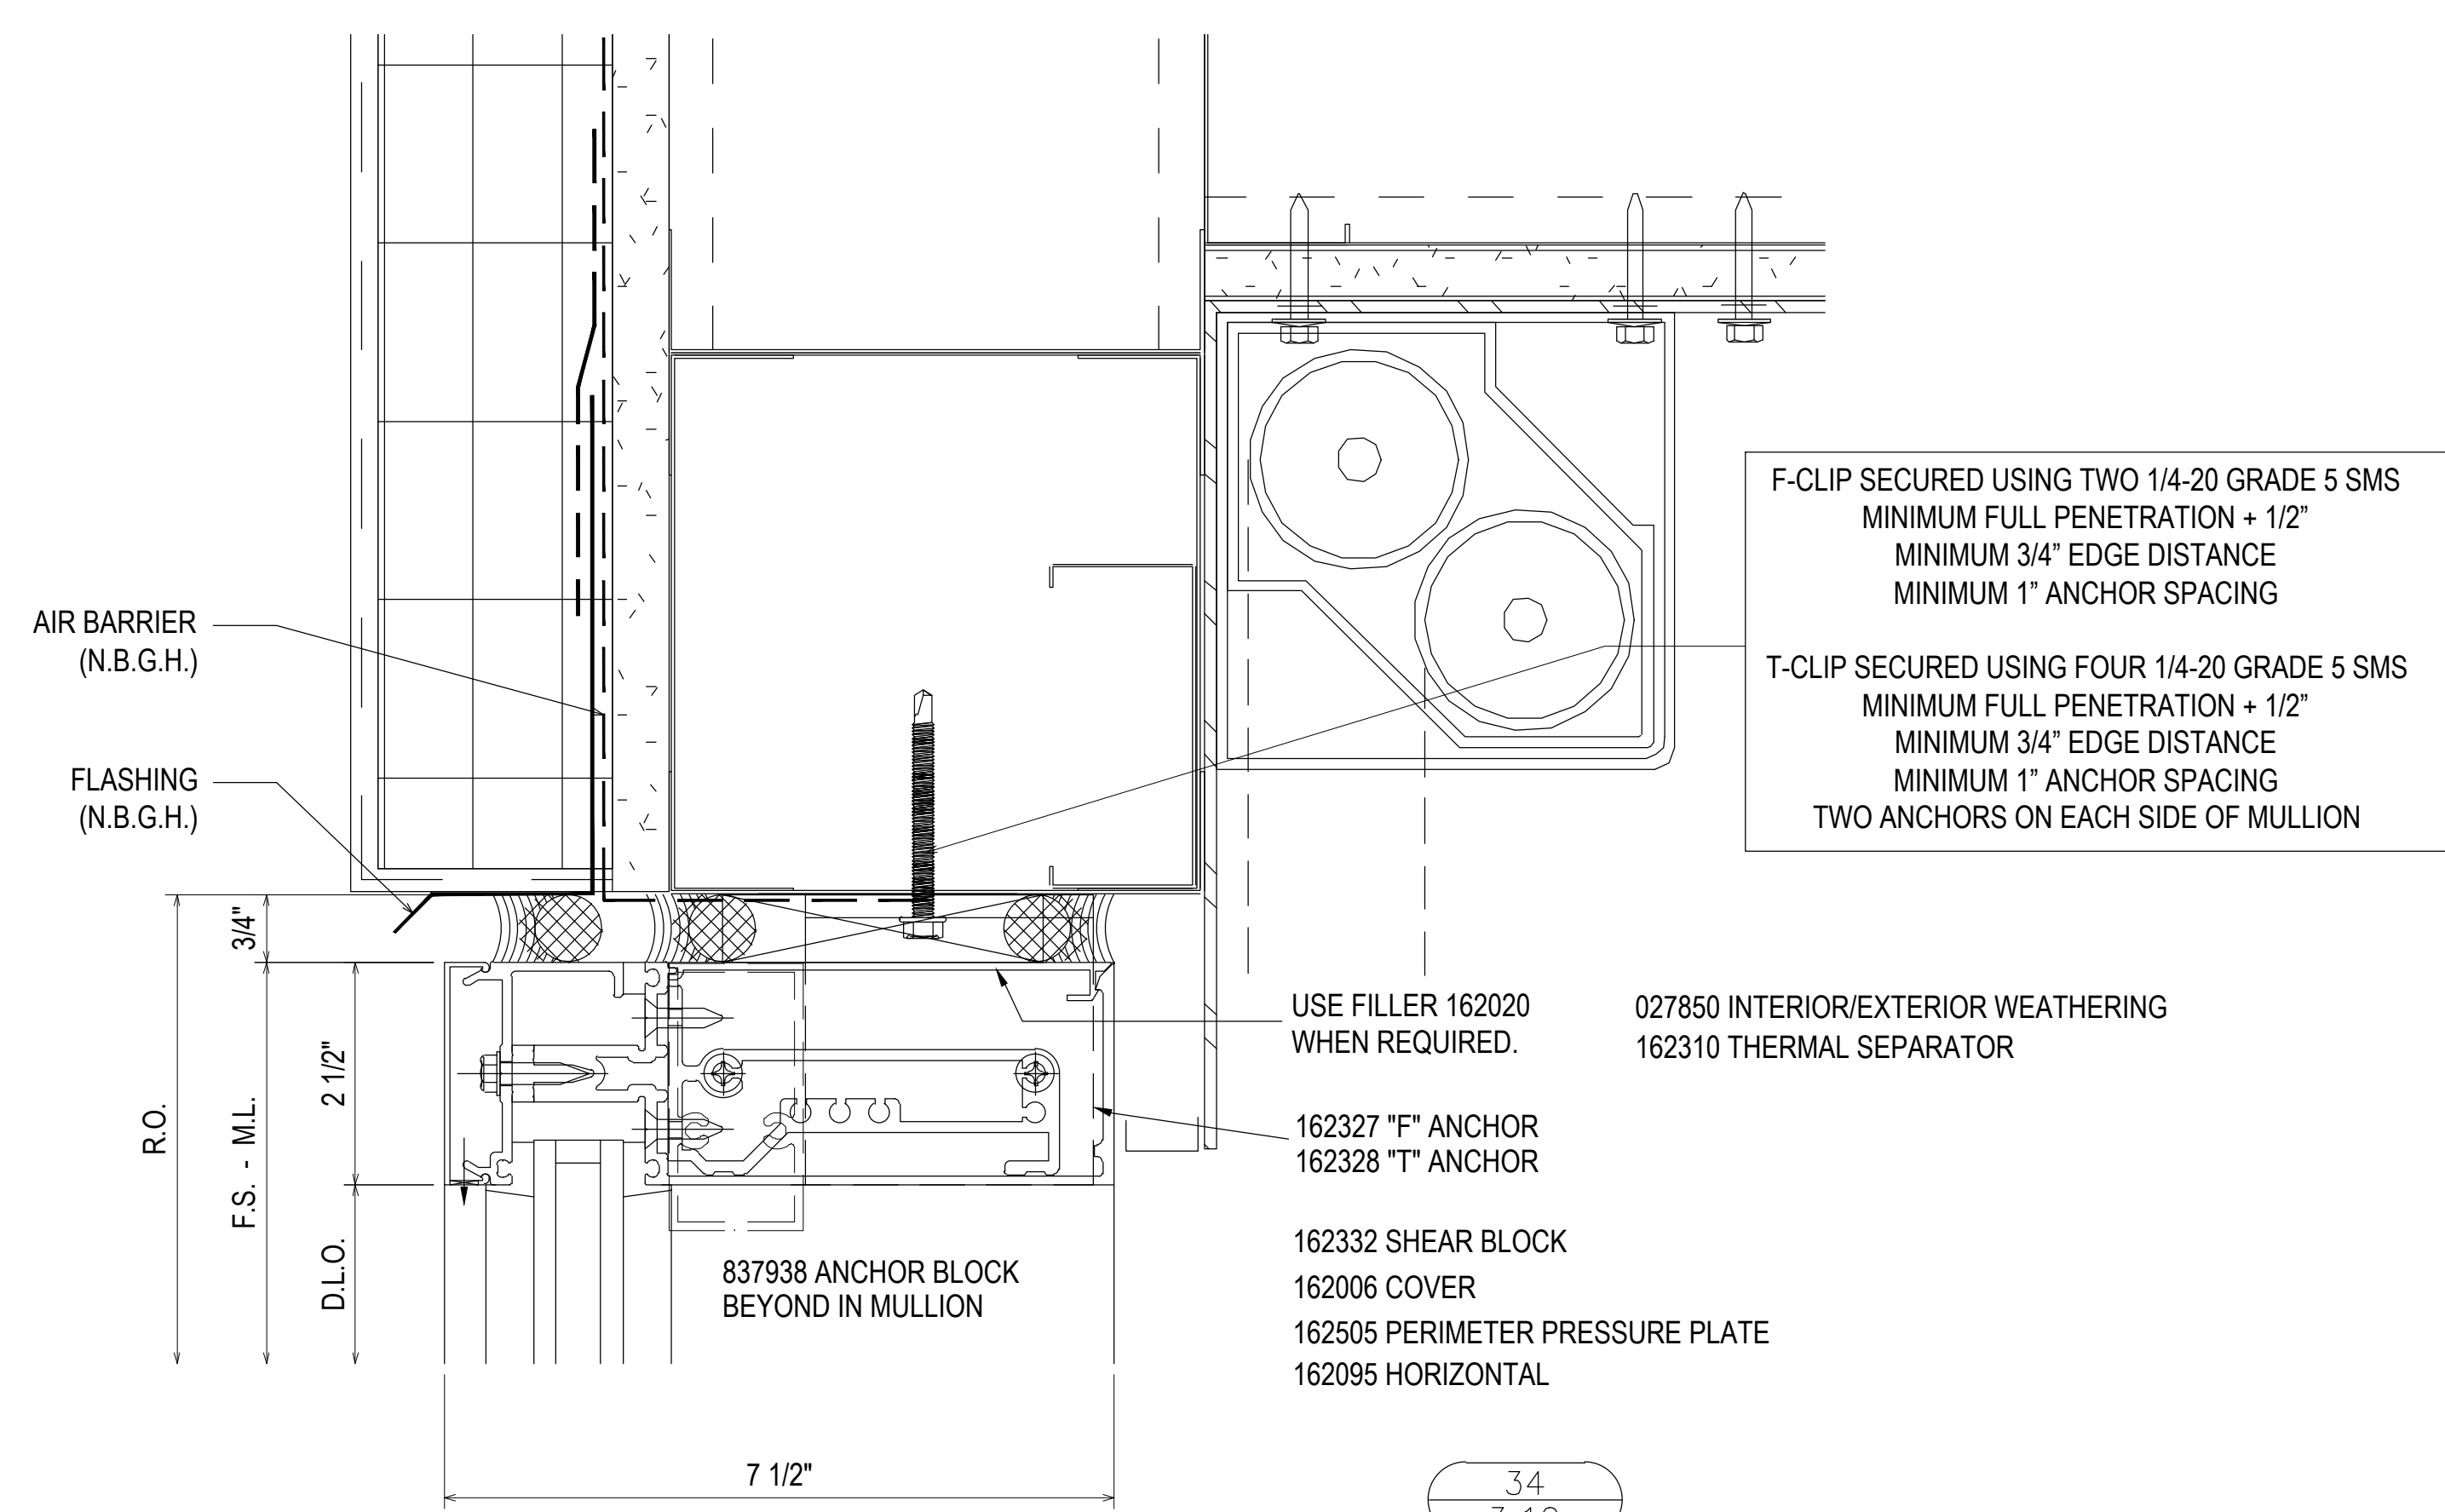 F-CLIP SECURED USING TWO 1/4-20 GRADE 5 SMS
MINIMUM FULL PENETRATION + 1/2”
MINIMUM 3/4” EDGE DISTANCE
MINIMUM 1” ANCHOR SPACING
T-CLIP SECURED USING FOUR 1/4-20 GRADE 5 SMS
MINIMUM FULL PENETRATION + 1/2”
MINIMUM 3/4” EDGE DISTANCE
MINIMUM 1” ANCHOR SPACING
TWO ANCHORS ON EACH SIDE OF MULLION
AIR BARRIER
(N.B.G.H.)
FLASHING
(N.B.G.H.)
3/4"
2 1/2"
R.O.
F.S. - M.L.
D.L.O.
USE FILLER 162020
WHEN REQUIRED.
027850 INTERIOR/EXTERIOR WEATHERING
162310 THERMAL SEPARATOR
162327 "F" ANCHOR
162328 "T" ANCHOR
837938 ANCHOR BLOCK
BEYOND IN MULLION
162332 SHEAR BLOCK
162006 COVER
162505 PERIMETER PRESSURE PLATE
162095 HORIZONTAL
7 1/2"
34